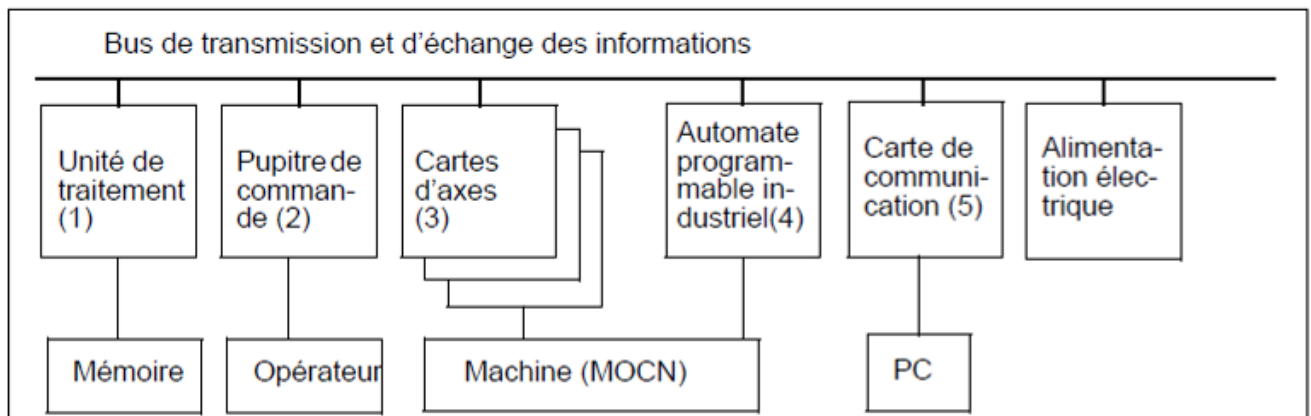 Bus de transmission et d'échange des informations
Unité de
traitement
(1)
Pupitre de
comman-
de (2)
Cartes
d'axes
(3)
Automate
program-
mable in-
dustriel(4)
Carte de
communi-
cation (5)
Alimenta-
tion élec-
trique
Mémoire
Opérateur
Machine (MOCN)
PC